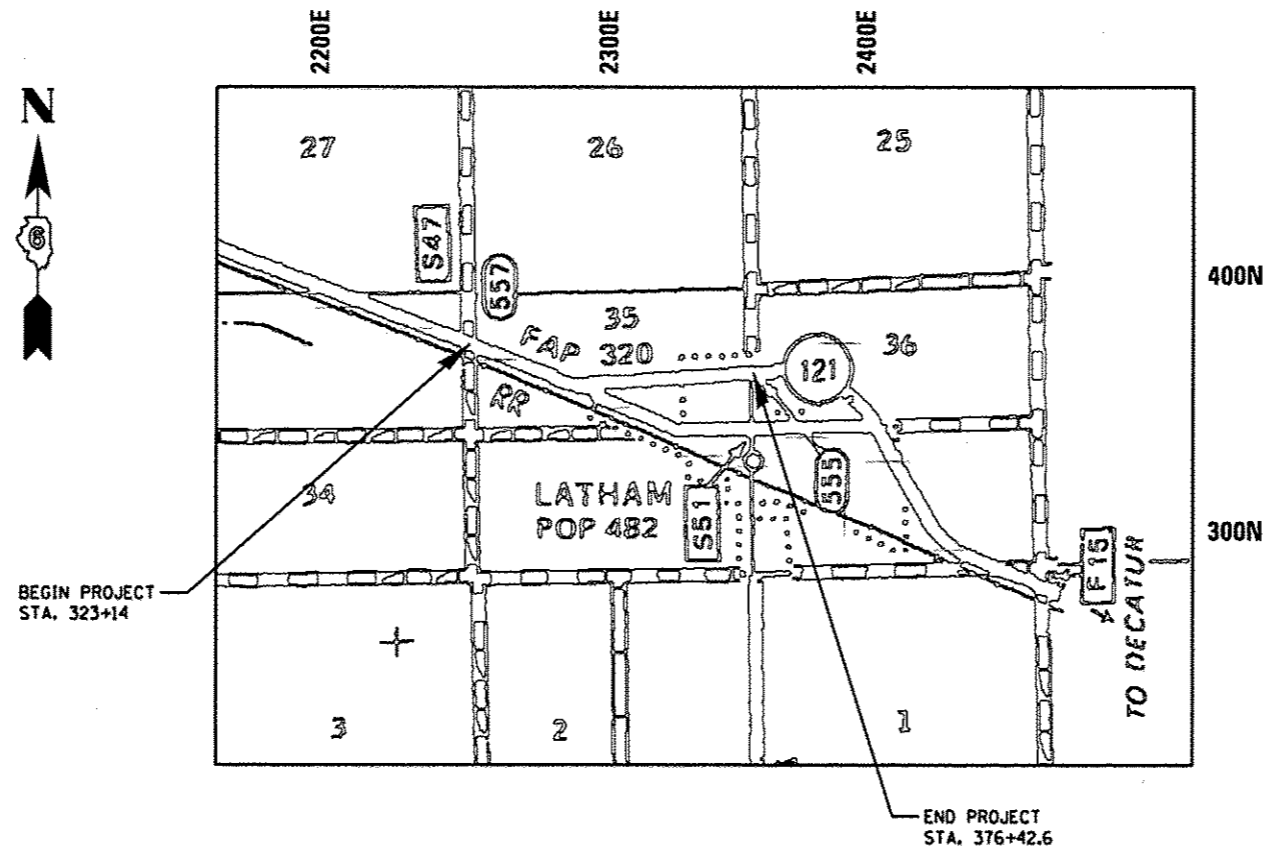 2200E
2300E
2400E
N
6
27
26
25
S47
557
400N
35
FAP 320
36
121
RR
34
LATHAM
POP 482
S51
555
300N
F15
TO DECATUR
BEGIN PROJECT
STA. 323+14
3
2
1
END PROJECT
STA. 376+42.6